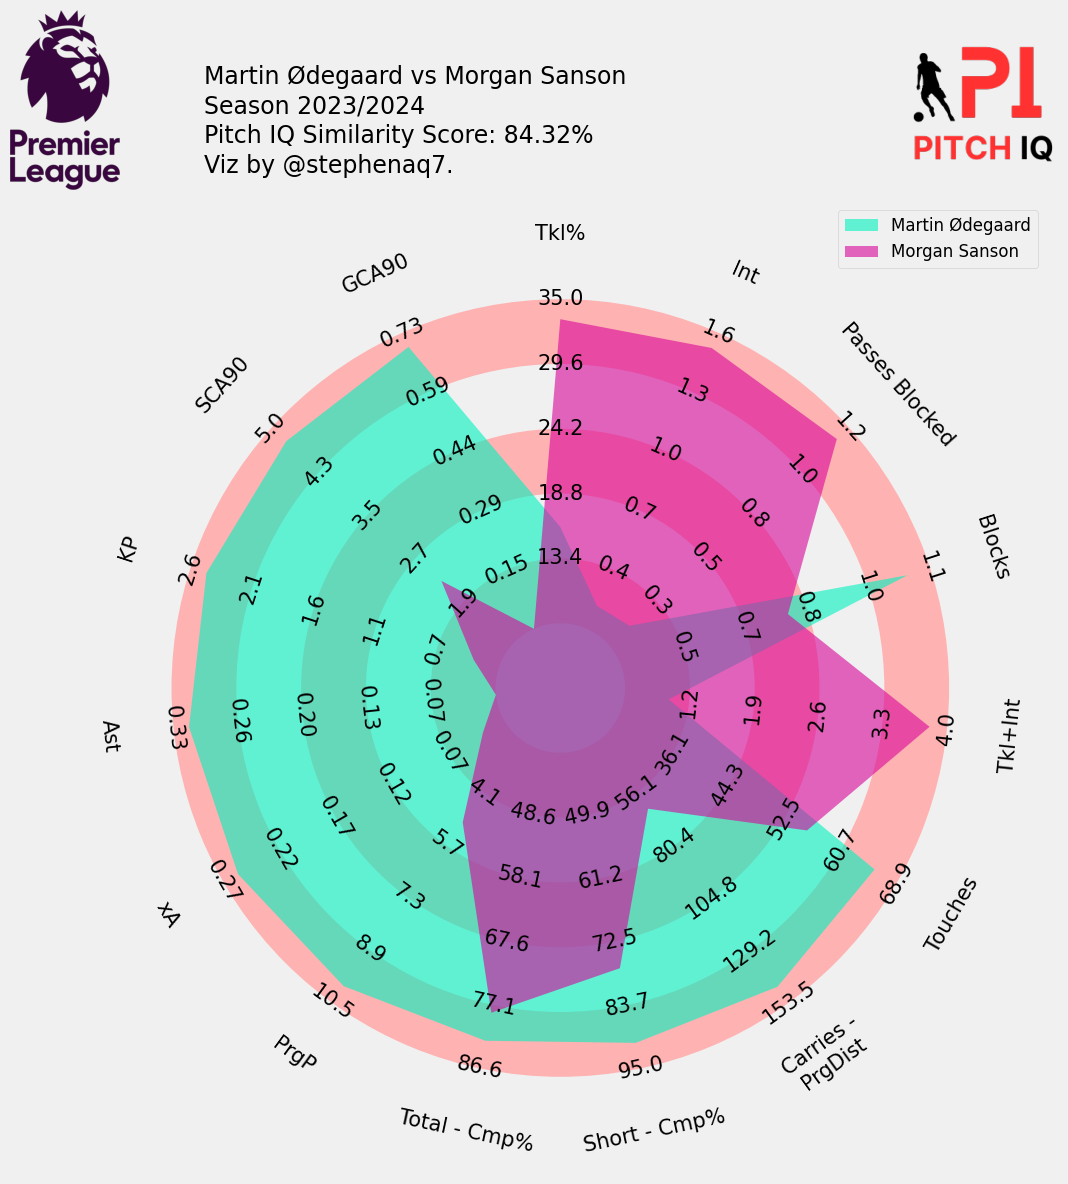 Premier
League
Martin Ødegaard vs Morgan Sanson
Season 2023/2024
Pitch IQ Similarity Score: 84.32%
Viz by @stephenaq7.
PI
PITCH IQ
Martin Ødegaard
Morgan Sanson
Tkl%
13.4
18.8
24.2
29.6
35.0
Int
0.4
0.7
1.0
1.3
1.6
Passes Blocked
0.3
0.5
0.8
1.0
1.2
Blocks
0.5
0.7
0.8
1.0
1.1
Tkl+Int
1.2
1.9
2.6
3.3
4.0
Touches
36.1
44.3
52.5
60.7
68.9
Carries -
PrgDist
56.1
80.4
104.8
129.2
153.5
Short - Cmp%
49.9
61.2
72.5
83.7
95.0
Total - Cmp%
48.6
58.1
67.6
77.1
86.6
PrgP
4.1
5.7
7.3
8.9
10.5
xA
0.07
0.12
0.17
0.22
0.27
Ast
0.07
0.13
0.20
0.26
0.33
KP
0.7
1.1
1.6
2.1
2.6
SCA90
1.9
2.7
3.5
4.3
5.0
GCA90
0.15
0.29
0.44
0.59
0.73